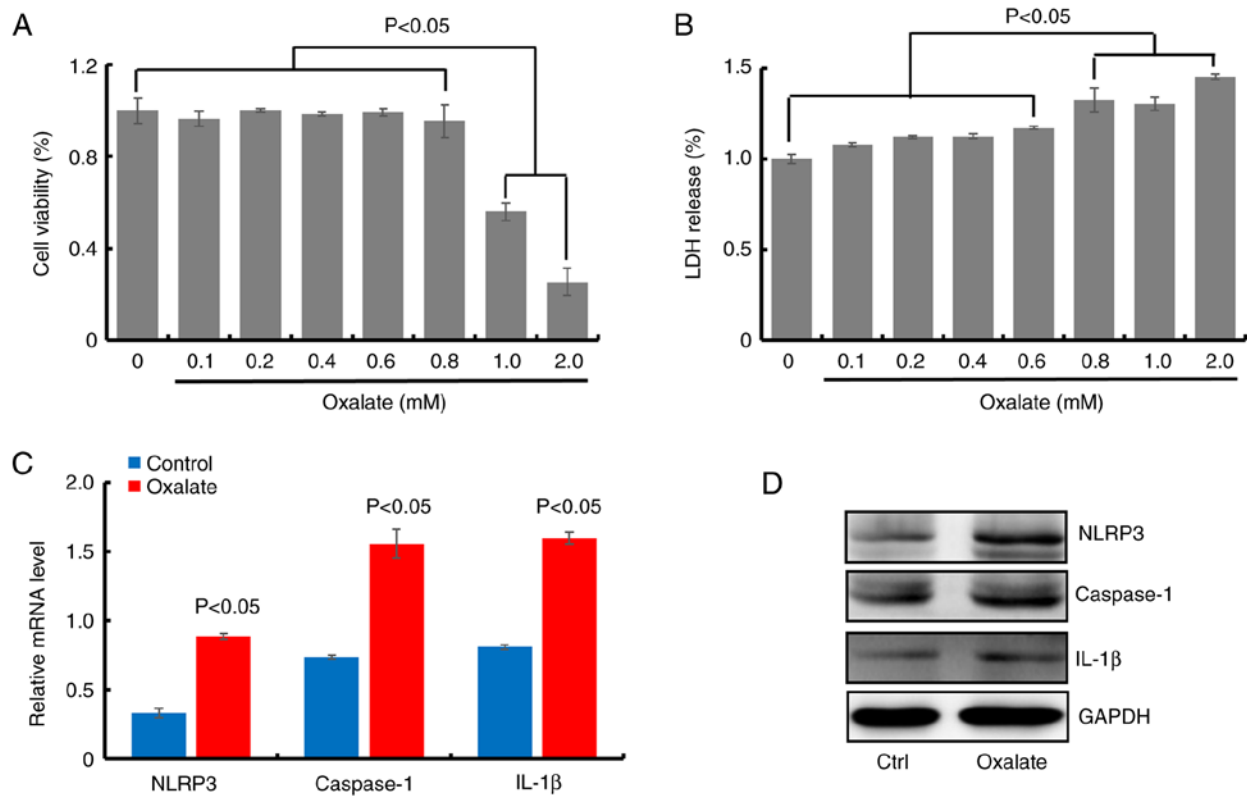 A
P<0.05
Cell viability (%)
1.2
0.8
0.4
0
0 0.1 0.2 0.4 0.6 0.8 1.0 2.0
Oxalate (mM)
B
P<0.05
LDH release (%)
1.5
1.0
0.5
0
0 0.1 0.2 0.4 0.6 0.8 1.0 2.0
Oxalate (mM)
C
Control
Oxalate
Relative mRNA level
2.0
1.5
1.0
0.5
0
P<0.05
P<0.05
P<0.05
NLRP3 Caspase-1 IL-1β
D
NLRP3
Caspase-1
IL-1β
GAPDH
Ctrl Oxalate